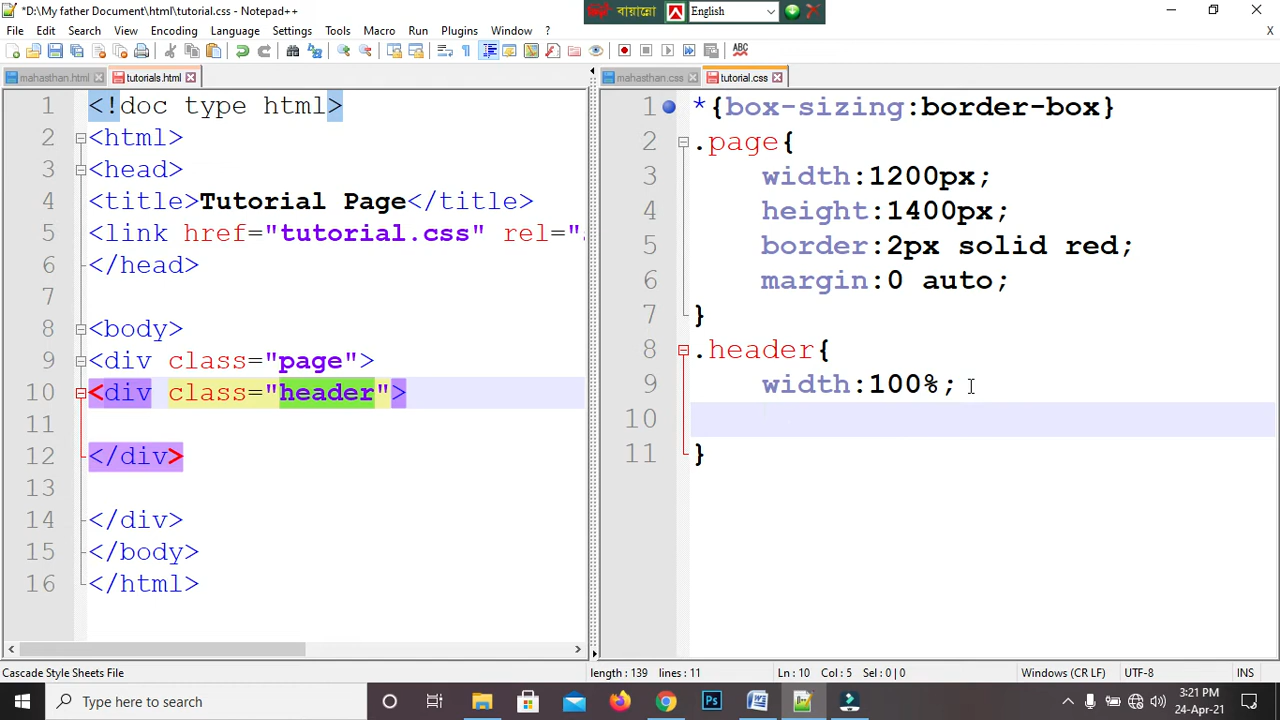 *D:\My father Document\html\tutorial.css - Notepad++
বায়ান্নো English
File Edit Search View Encoding Language Settings Tools Macro Run Plugins Window ? X
mahasthan.html tutorials.html
1 <!doc type html>
2 <html>
3 <head>
4 <title>Tutorial Page</title>
5 <link href="tutorial.css" rel="
6 </head>
7
8 <body>
9 <div class="page">
10 <div class="header">
11
12 </div>
13
14 </div>
15 </body>
16 </html>
mahasthan.css tutorial.css
1 *{box-sizing:border-box}
2 .page{
3 width:1200px;
4 height:1400px;
5 border:2px solid red;
6 margin:0 auto;
7 }
8 .header{
9 width:100%;
10
11 }
Cascade Style Sheets File length : 139 lines : 11 Ln : 10 Col : 5 Sel : 0 | 0 Windows (CR LF) UTF-8 INS
Type here to search
3:21 PM
24-Apr-21